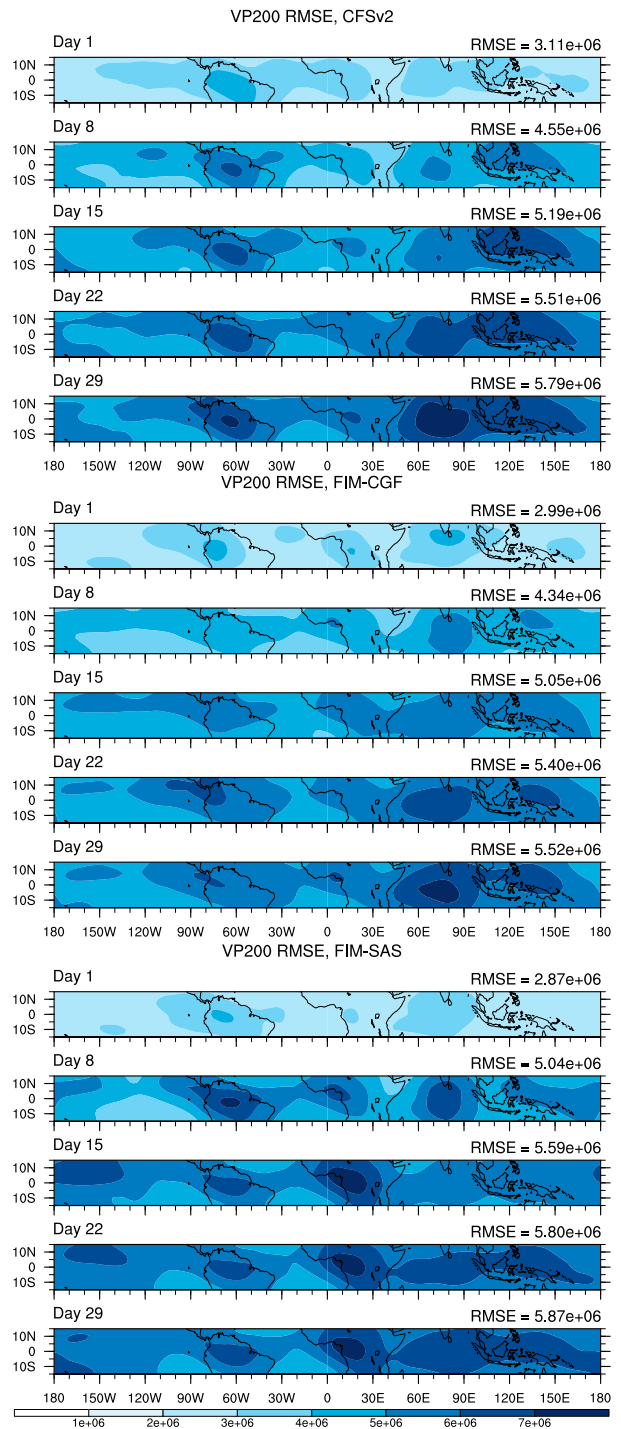 VP200 RMSE, CFSv2
Day 1 RMSE = 3.11e+06
10N
0
10S
Day 8 RMSE = 4.55e+06
10N
0
10S
Day 15 RMSE = 5.19e+06
10N
0
10S
Day 22 RMSE = 5.51e+06
10N
0
10S
Day 29 RMSE = 5.79e+06
10N
0
10S
180 150W 120W 90W 60W 30W 0 30E 60E 90E 120E 150E 180
VP200 RMSE, FIM-CGF
Day 1 RMSE = 2.99e+06
10N
0
10S
Day 8 RMSE = 4.34e+06
10N
0
10S
Day 15 RMSE = 5.05e+06
10N
0
10S
Day 22 RMSE = 5.40e+06
10N
0
10S
Day 29 RMSE = 5.52e+06
10N
0
10S
180 150W 120W 90W 60W 30W 0 30E 60E 90E 120E 150E 180
VP200 RMSE, FIM-SAS
Day 1 RMSE = 2.87e+06
10N
0
10S
Day 8 RMSE = 5.04e+06
10N
0
10S
Day 15 RMSE = 5.59e+06
10N
0
10S
Day 22 RMSE = 5.80e+06
10N
0
10S
Day 29 RMSE = 5.87e+06
10N
0
10S
180 150W 120W 90W 60W 30W 0 30E 60E 90E 120E 150E 180
1e+06 2e+06 3e+06 4e+06 5e+06 6e+06 7e+06